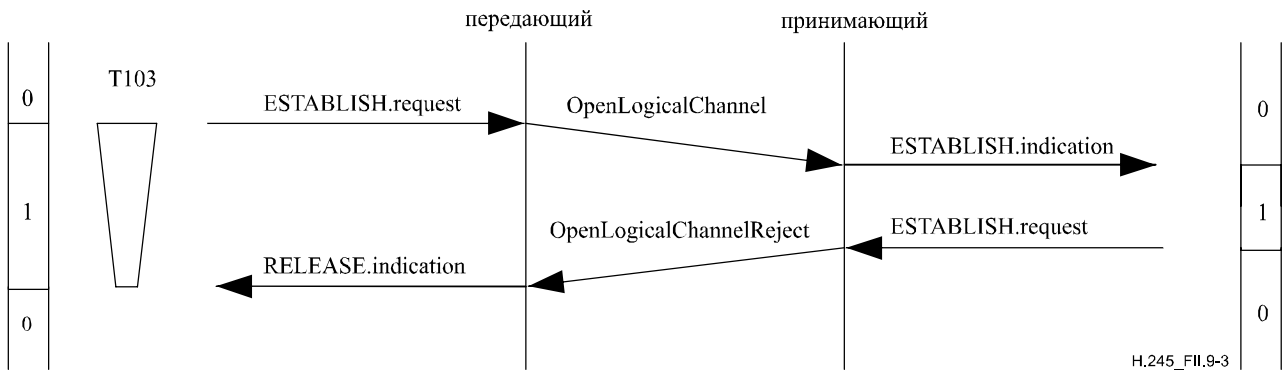 передающий
принимающий
T103
0
ESTABLISH.request
OpenLogicalChannel
0
ESTABLISH.indication
1
OpenLogicalChannelReject
ESTABLISH.request
1
RELEASE.indication
0
0
H.245_FII.9-3